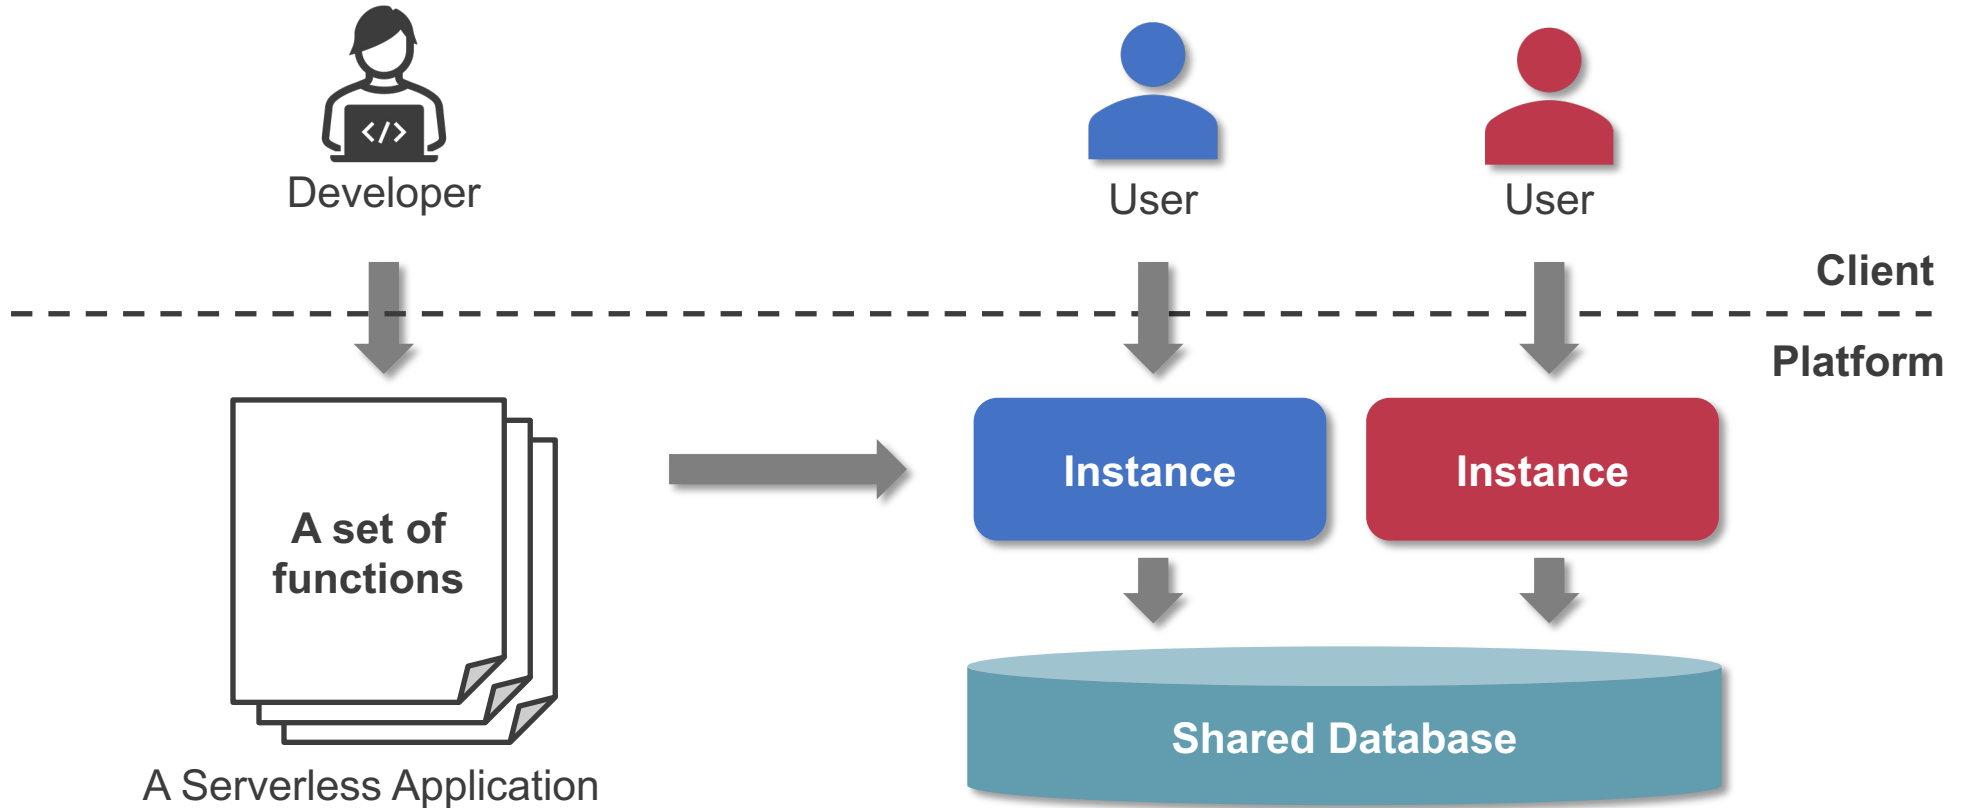 </>
Developer
User
User
Client
Platform
A set of
functions
Instance
Instance
Shared Database
A Serverless Application